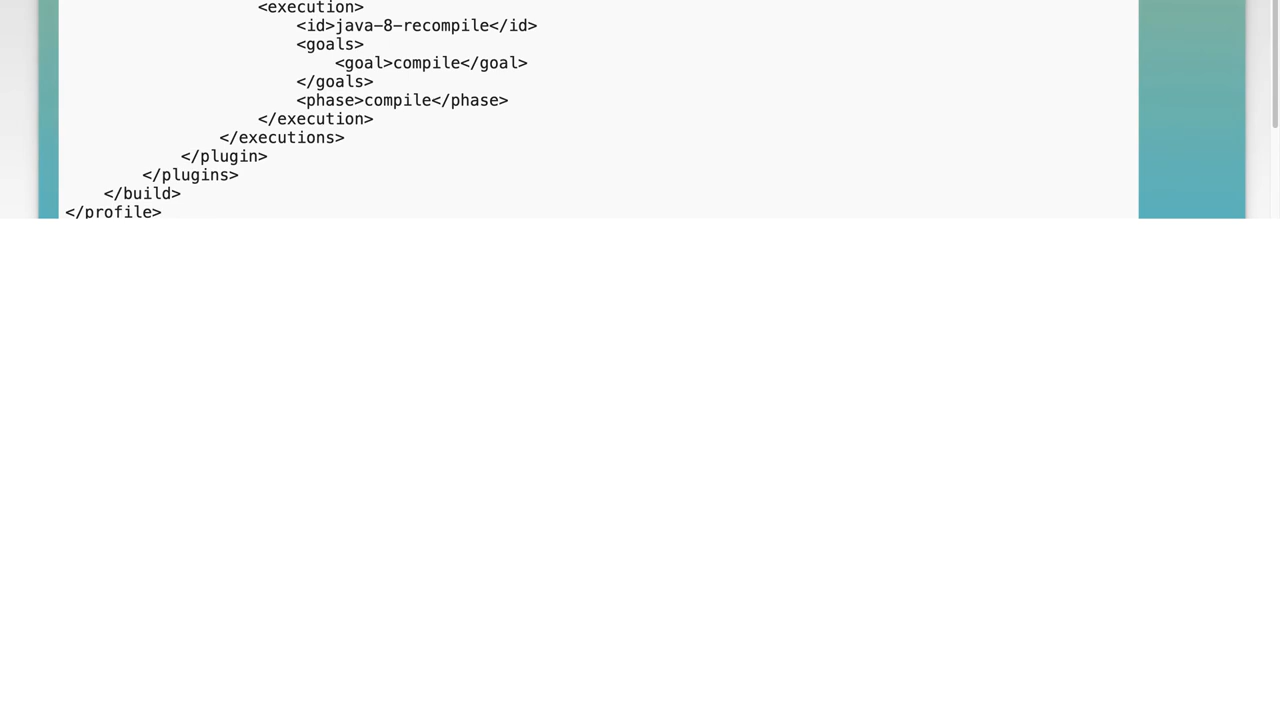 <execution>
<id>java-8-recompile</id>
<goals>
<goal>compile</goal>
</goals>
<phase>compile</phase>
</execution>
</executions>
</plugin>
</plugins>
</build>
</profile>